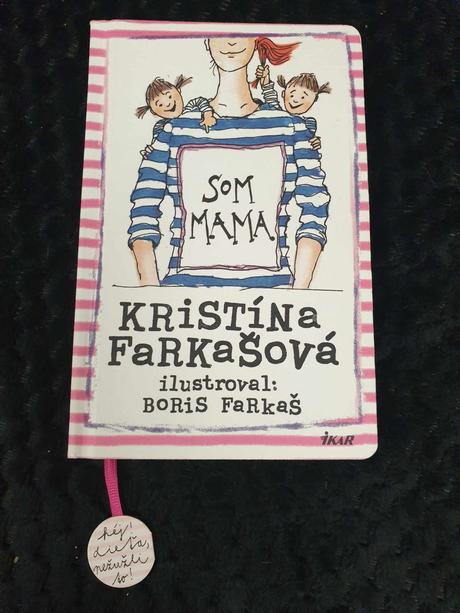 SOM
MAMA
KRiSTíNa
FaRKaŠOVá
ilustroval:
BORiS FaRKaŠ
iKAR
héj!
dieťa,
nežužli
to!